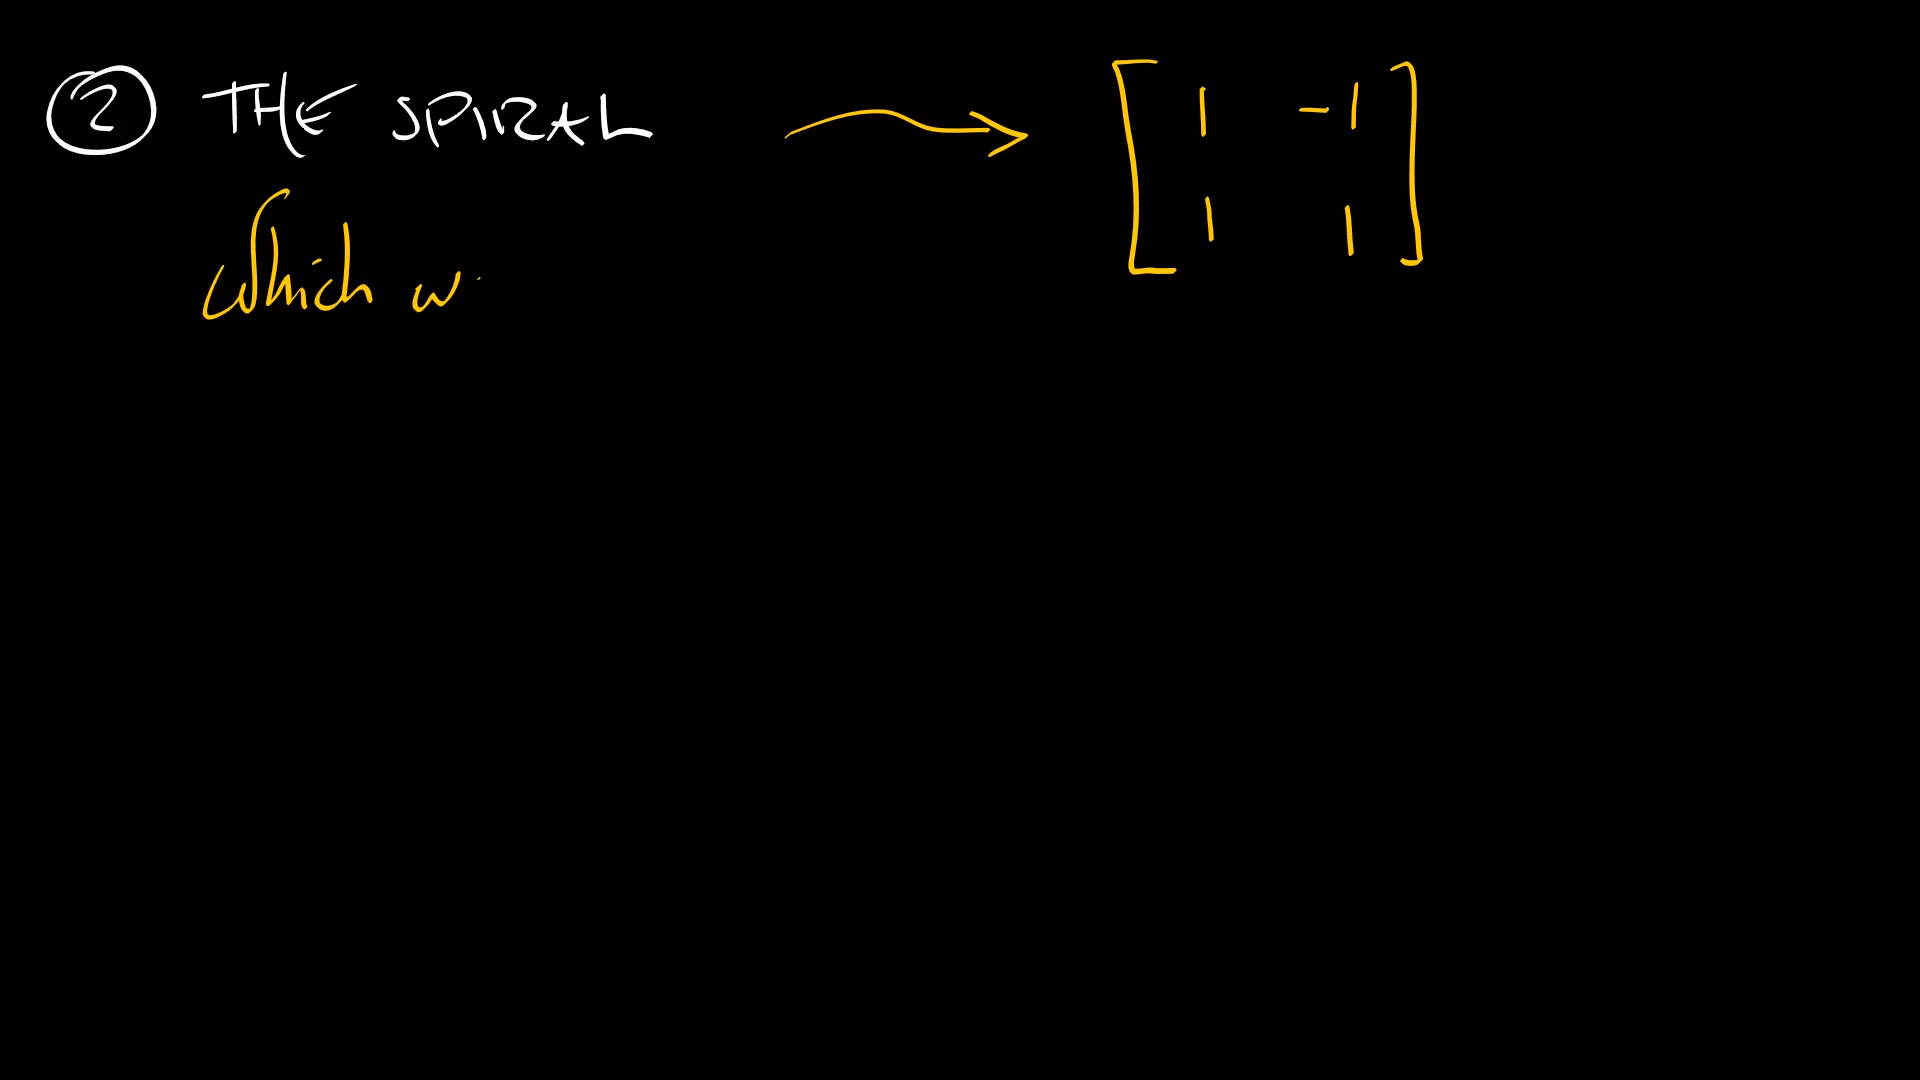 ② THE SPIRAL → [ 1 -1
1 1 ]
Which w